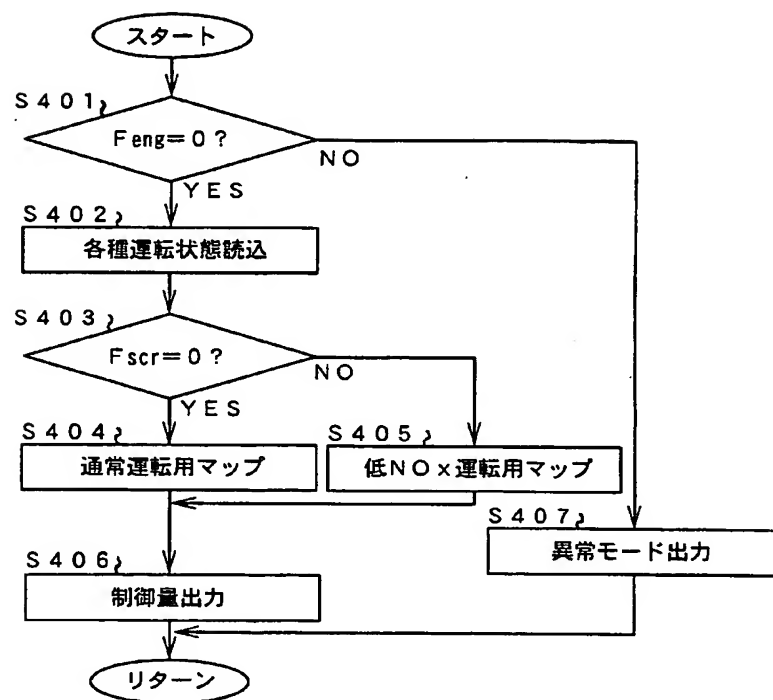 スタート
S401
Feng=0?
NO
YES
S402
各種運転状態読込
S403
Fscr=0?
NO
YES
S404
通常運転用マップ
S405
低NOx運転用マップ
S407
異常モード出力
S406
制御量出力
リターン